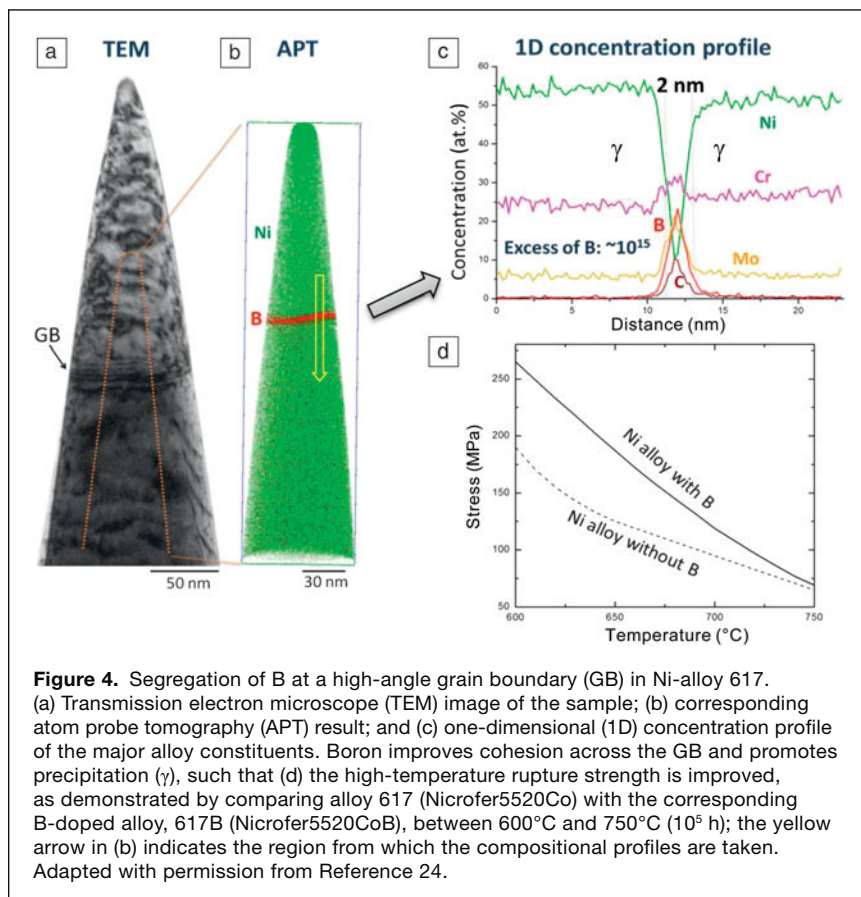 a
TEM
b
APT
c
1D concentration profile
GB
50 nm
Ni
B
30 nm
Concentration (at.%)
60
50
40
30
20
10
0
2 nm
γ
γ
Ni
Cr
B
Excess of B: ~10¹⁵
Mo
C
0
5
10
15
20
Distance (nm)
d
Stress (MPa)
250
200
150
100
50
Ni alloy with B
Ni alloy without B
600
650
700
750
Temperature (°C)
Figure 4. Segregation of B at a high-angle grain boundary (GB) in Ni-alloy 617.
(a) Transmission electron microscope (TEM) image of the sample; (b) corresponding
atom probe tomography (APT) result; and (c) one-dimensional (1D) concentration profile
of the major alloy constituents. Boron improves cohesion across the GB and promotes
precipitation (γ), such that (d) the high-temperature rupture strength is improved,
as demonstrated by comparing alloy 617 (Nicrofer5520Co) with the corresponding
B-doped alloy, 617B (Nicrofer5520CoB), between 600°C and 750°C (10⁵ h); the yellow
arrow in (b) indicates the region from which the compositional profiles are taken.
Adapted with permission from Reference 24.